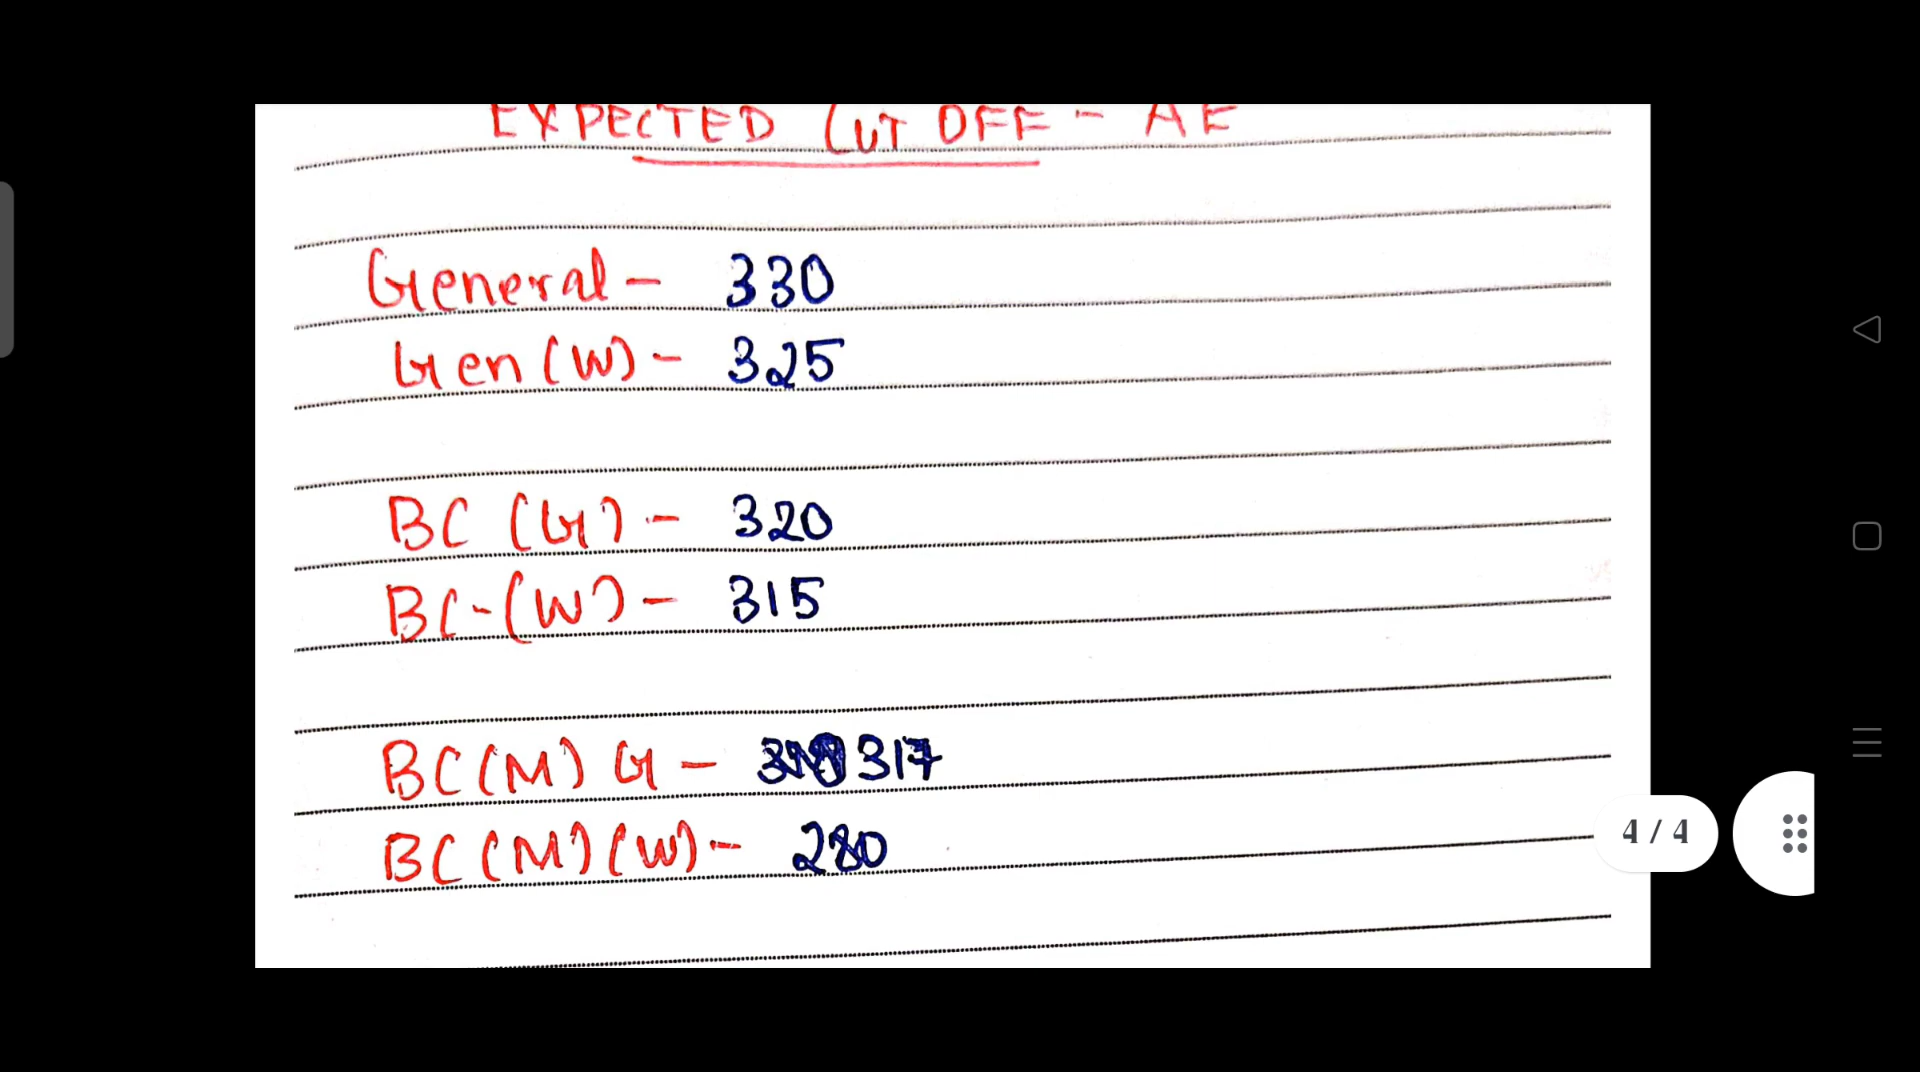 EXPECTED CUT OFF - AE
General - 330
Gen (W) - 325
BC (G) - 320
BC-(W) - 315
BC(M) G - 317
BC(M)(W) - 280
4 / 4